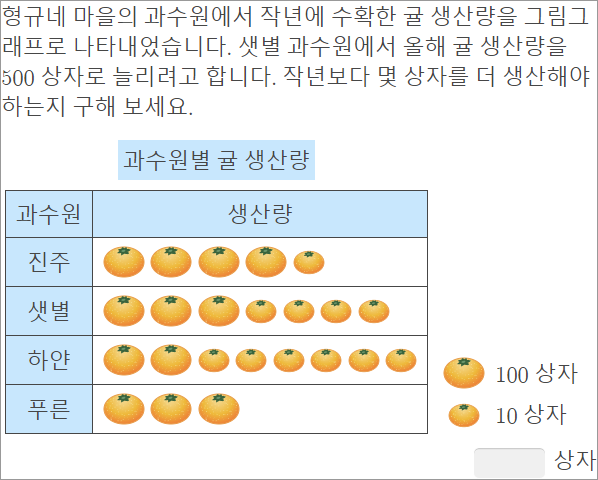 형규네 마을의 과수원에서 작년에 수확한 귤 생산량을 그림그
래프로 나타내었습니다. 샛별 과수원에서 올해 귤 생산량을
500 상자로 늘리려고 합니다. 작년보다 몇 상자를 더 생산해야
하는지 구해 보세요.
과수원별 귤 생산량
과수원 생산량
진주
샛별
하얀
푸른
100 상자
10 상자
상자